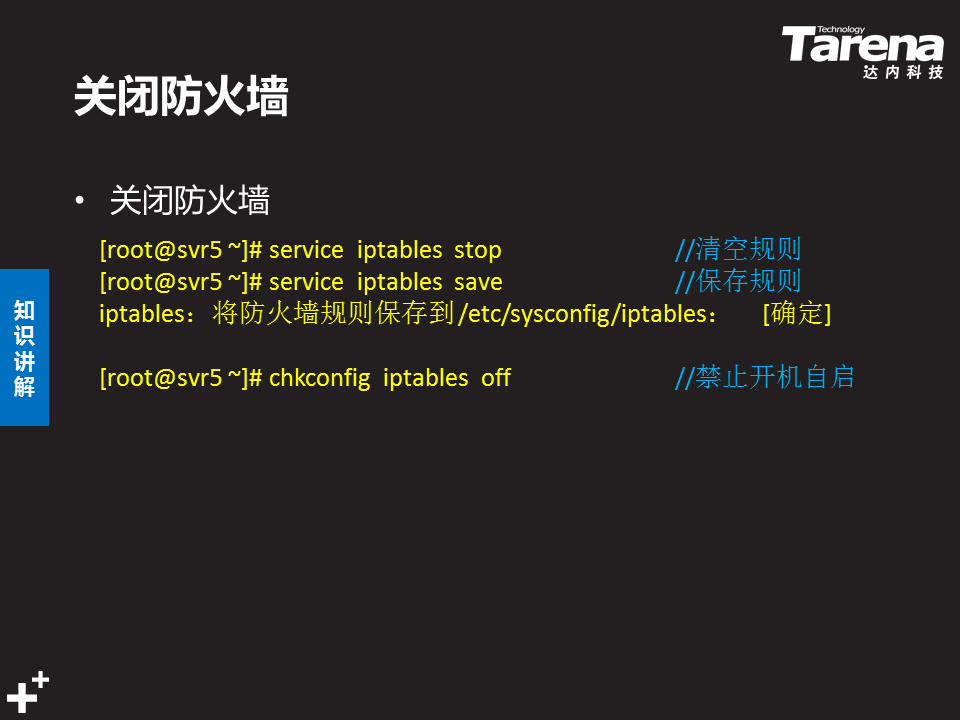 Technology
Tarena
达内科技
关闭防火墙
• 关闭防火墙
[root@svr5 ~]# service iptables stop //清空规则
[root@svr5 ~]# service iptables save //保存规则
iptables：将防火墙规则保存到/etc/sysconfig/iptables： [确定]
[root@svr5 ~]# chkconfig iptables off //禁止开机自启
知识讲解